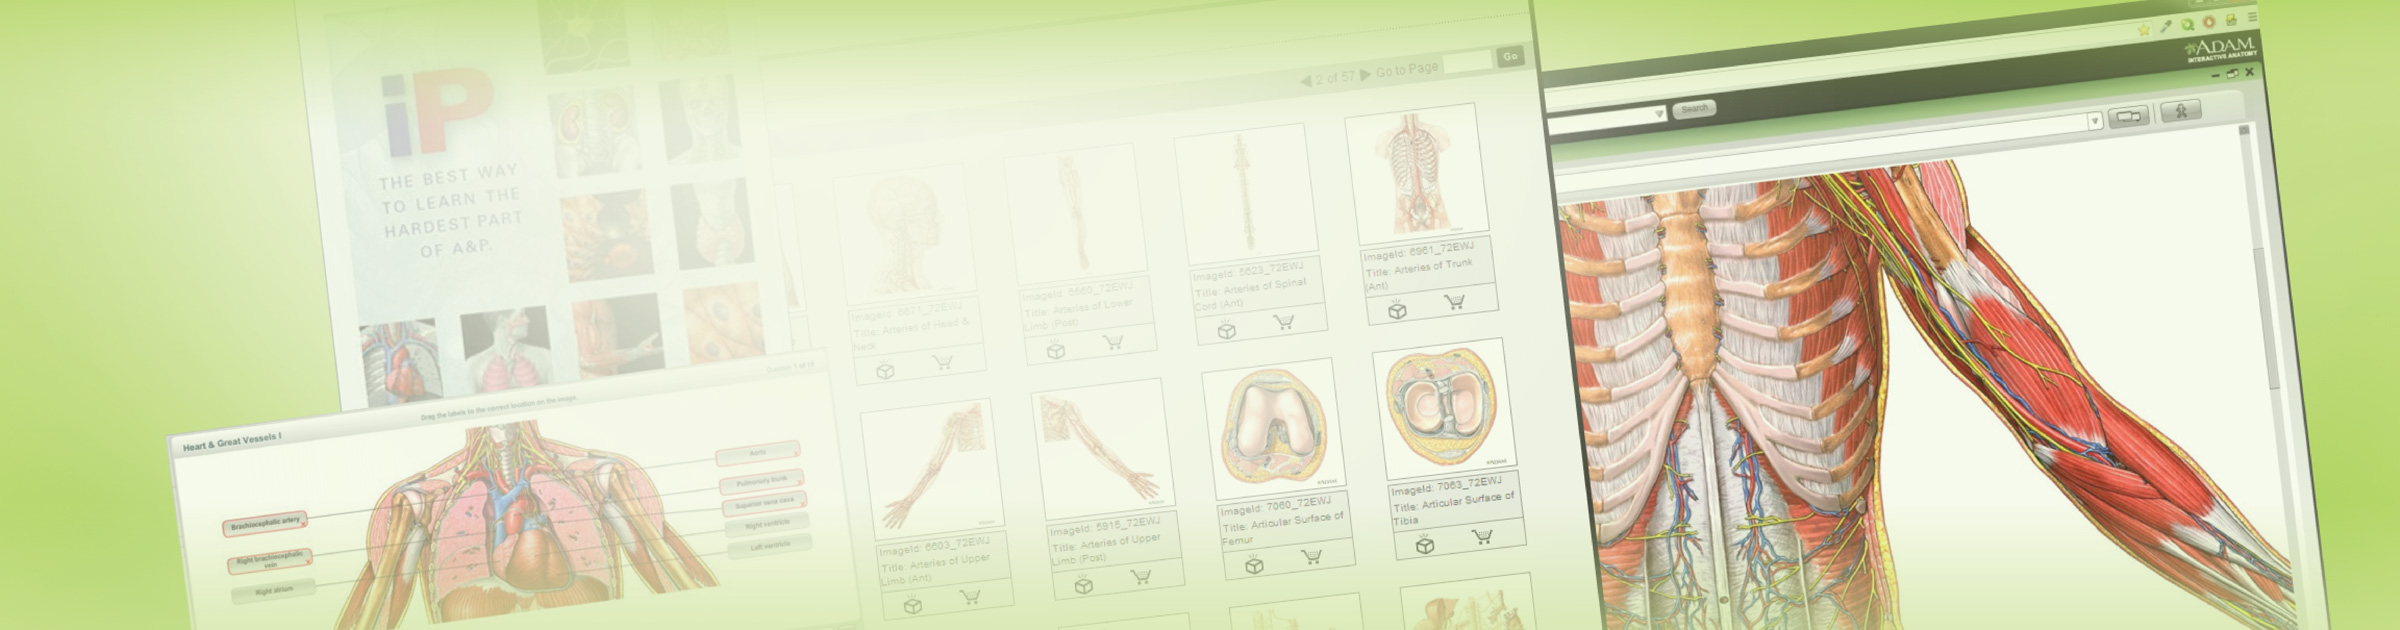 iP
THE BEST WAY
TO LEARN THE
HARDEST PART
OF A&P.
Heart & Great Vessels I
Drag the labels to the correct location on the image.
Question 1 of
Brachiocephalic artery
Right brachiocephalic
vein
Right atrium
Aorta
Pulmonary trunk
Superior vena cava
Right ventricle
Left ventricle
2 of 57
Go to Page
Go
ImageId: 6671_72EWJ
Title: Arteries of Head &
Neck
ImageId: 6560_72EWJ
Title: Arteries of Lower
Limb (Post)
ImageId: 5623_72EWJ
Title: Arteries of Spinal
Cord (Ant)
ImageId: 6961_72EWJ
Title: Arteries of Trunk
(Ant)
ImageId: 6603_72EWJ
Title: Arteries of Upper
Limb (Ant)
ImageId: 5915_72EWJ
Title: Arteries of Upper
Limb (Post)
ImageId: 7060_72EWJ
Title: Articular Surface of
Femur
ImageId: 7063_72EWJ
Title: Articular Surface of
Tibia
ADAM.
INTERACTIVE ANATOMY
Search